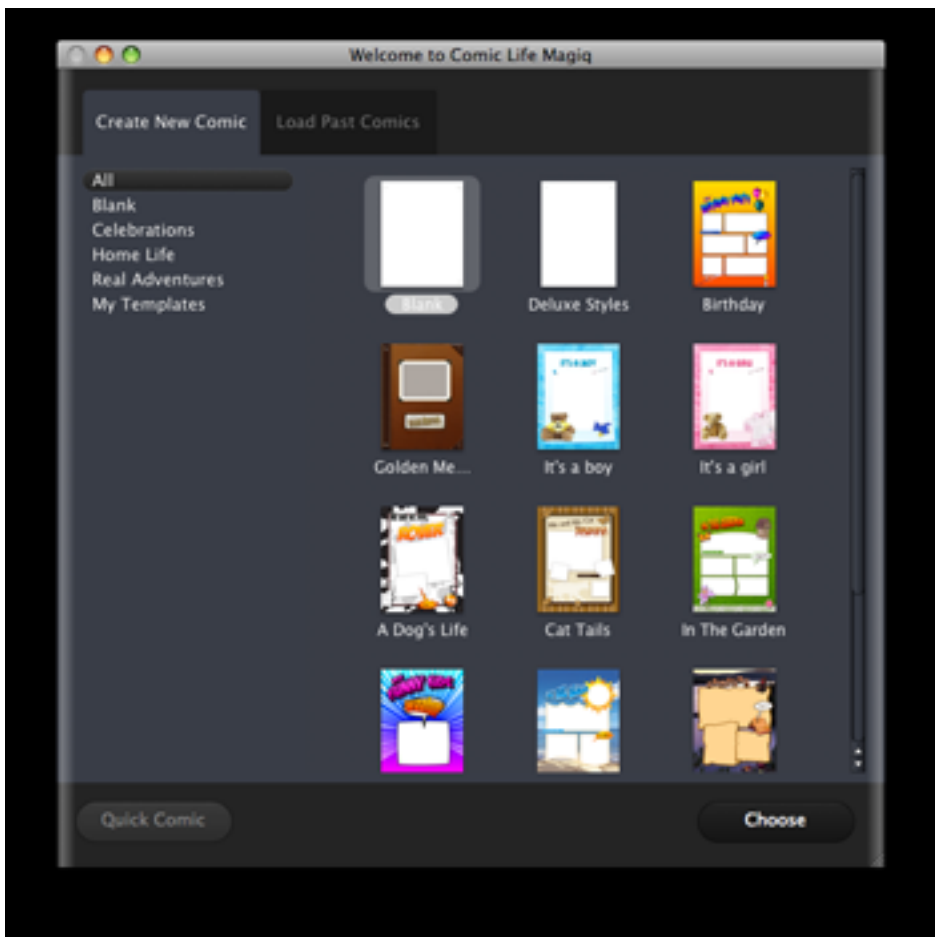 Welcome to Comic Life Magiq
Create New Comic
Load Past Comics
All
Blank
Celebrations
Home Life
Real Adventures
My Templates
Blank
Deluxe Styles
Birthday
Golden Me...
It's a boy
It's a girl
A Dog's Life
Cat Tails
In The Garden
Quick Comic
Choose